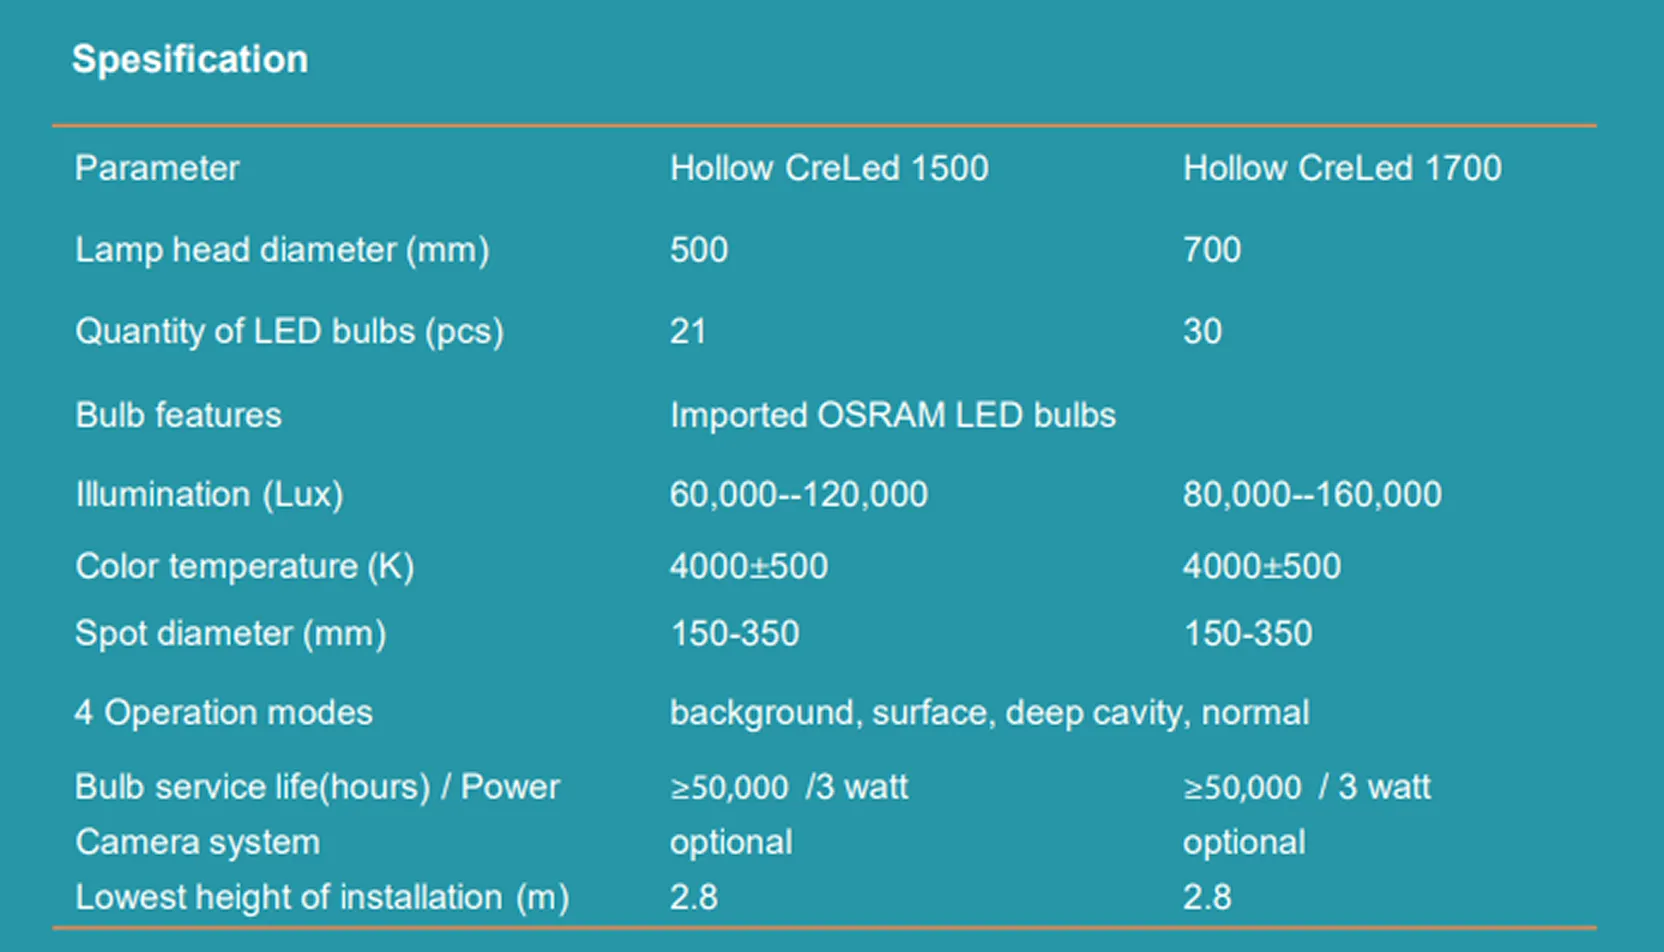 Spesification
Parameter Hollow CreLed 1500 Hollow CreLed 1700
Lamp head diameter (mm) 500 700
Quantity of LED bulbs (pcs) 21 30
Bulb features Imported OSRAM LED bulbs
Illumination (Lux) 60,000--120,000 80,000--160,000
Color temperature (K) 4000±500 4000±500
Spot diameter (mm) 150-350 150-350
4 Operation modes background, surface, deep cavity, normal
Bulb service life(hours) / Power ≥50,000 /3 watt ≥50,000 / 3 watt
Camera system optional optional
Lowest height of installation (m) 2.8 2.8